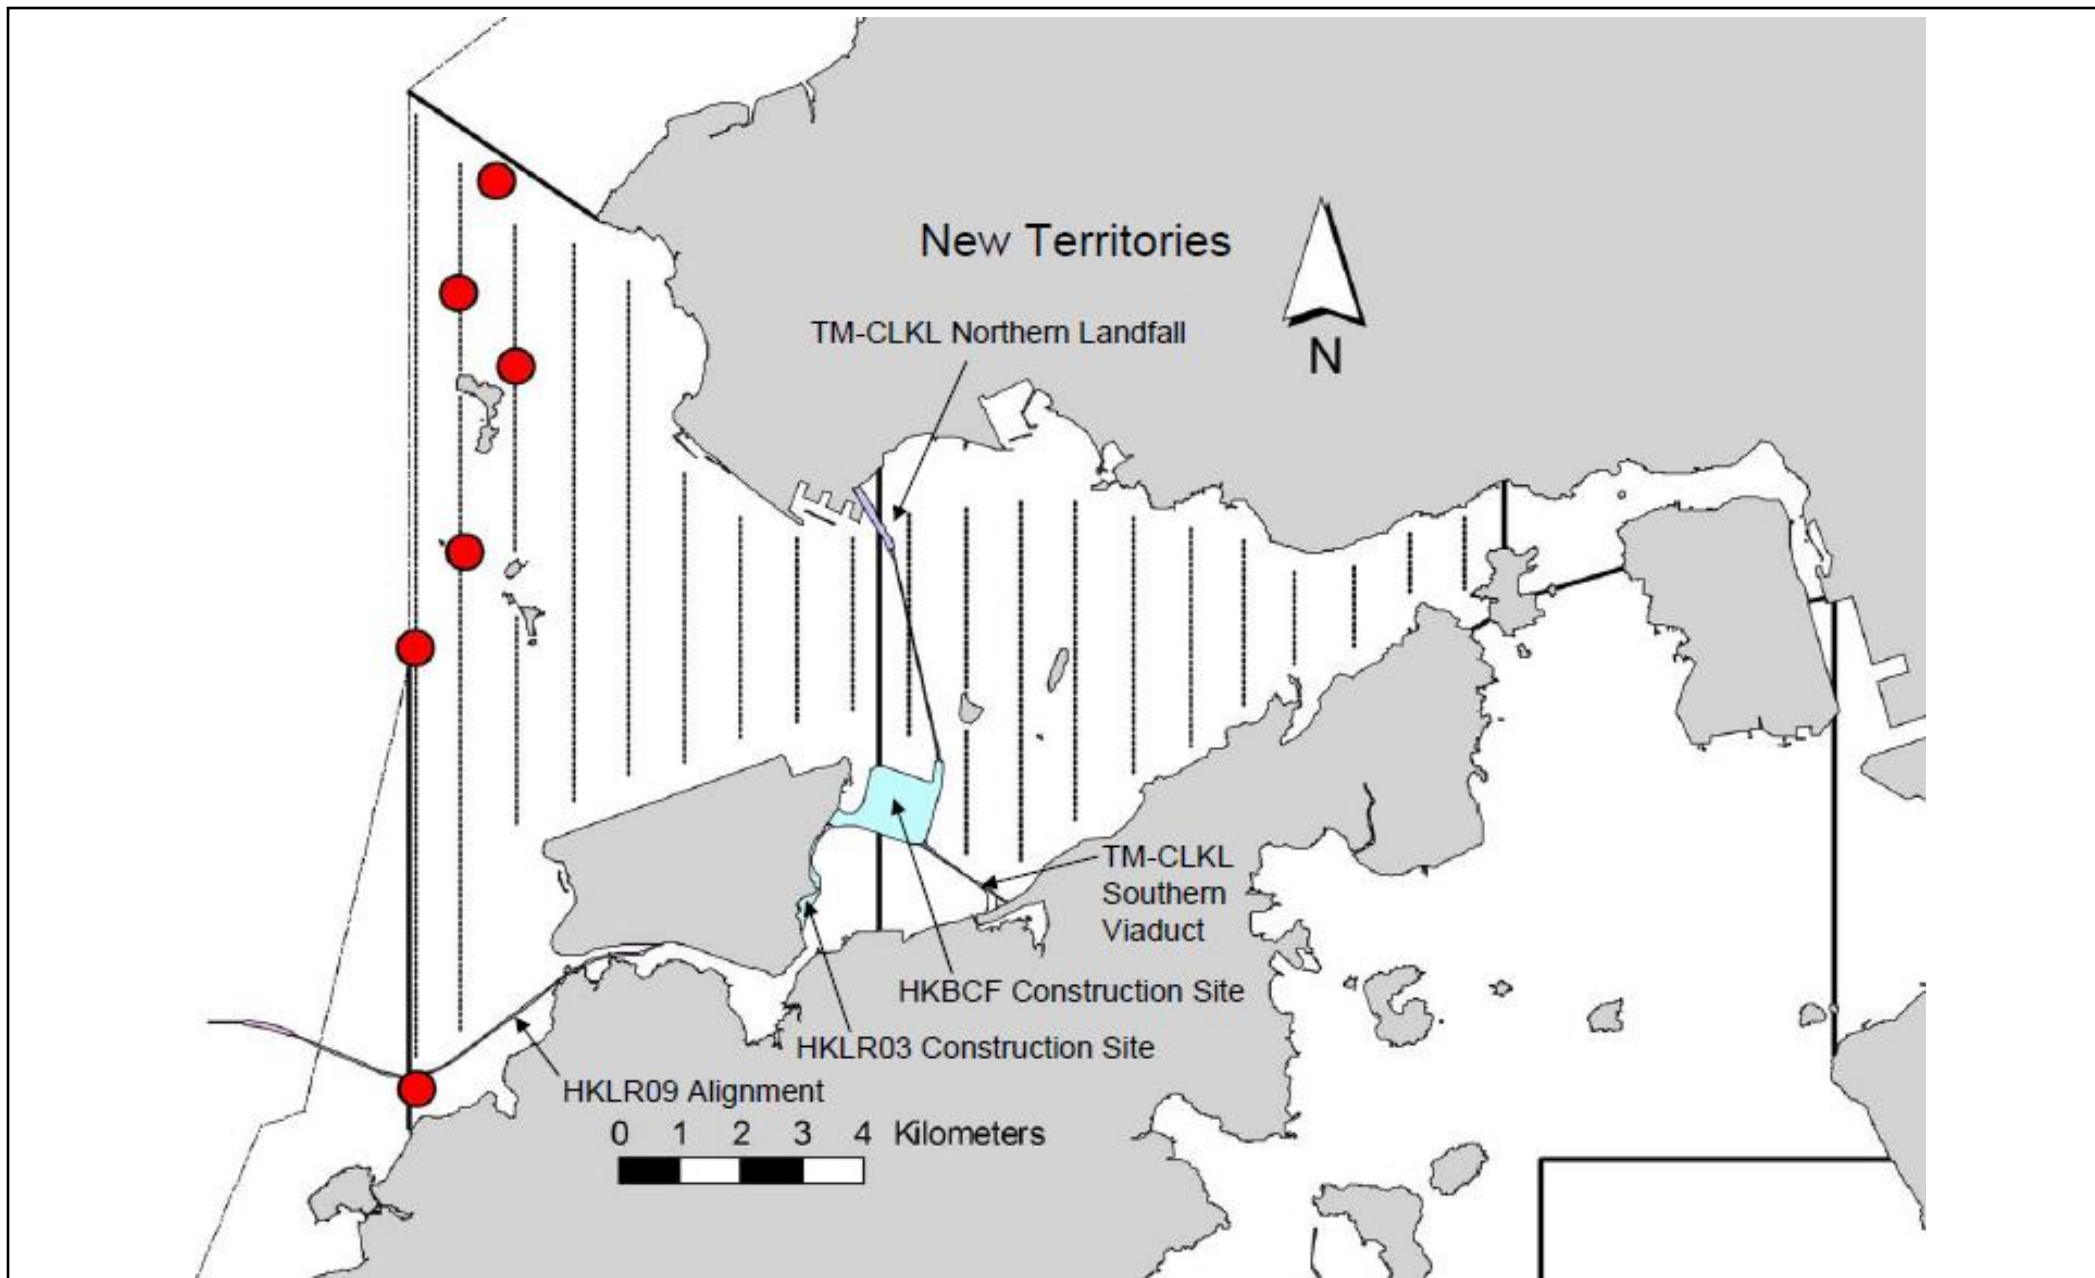 New Territories
TM-CLKL Northern Landfall
N
TM-CLKL
Southern
Viaduct
HKBCF Construction Site
HKLR03 Construction Site
HKLR09 Alignment
0 1 2 3 4 Kilometers